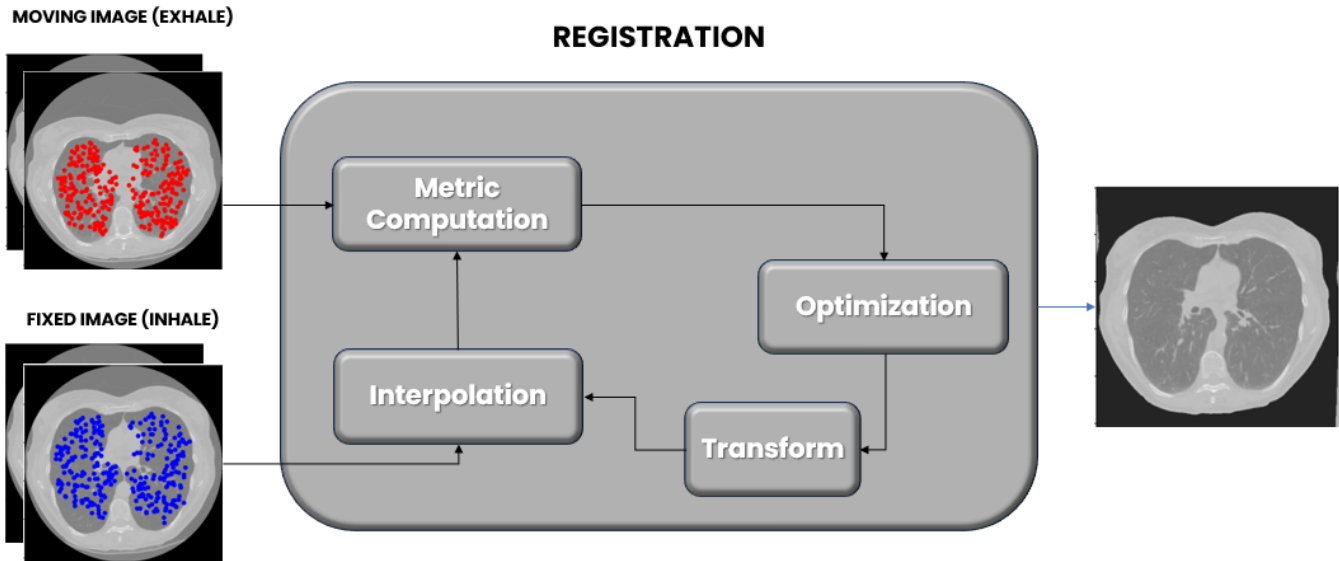 MOVING IMAGE (EXHALE)
REGISTRATION
Metric
Computation
Optimization
FIXED IMAGE (INHALE)
Interpolation
Transform